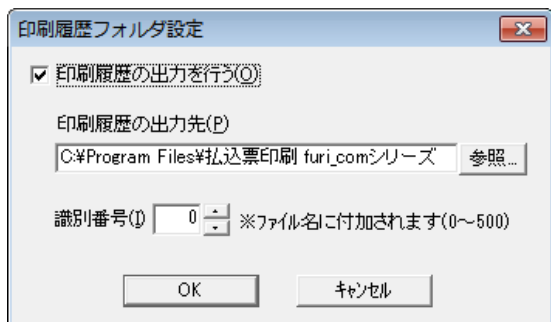 印刷履歴フォルダ設定
印刷履歴の出力を行う(O)
印刷履歴の出力先(P)
C:¥Program Files¥払込票印刷 furi_comシリーズ 参照...
識別番号(I) 0 ※ファイル名に付加されます(0～500)
OK キャンセル